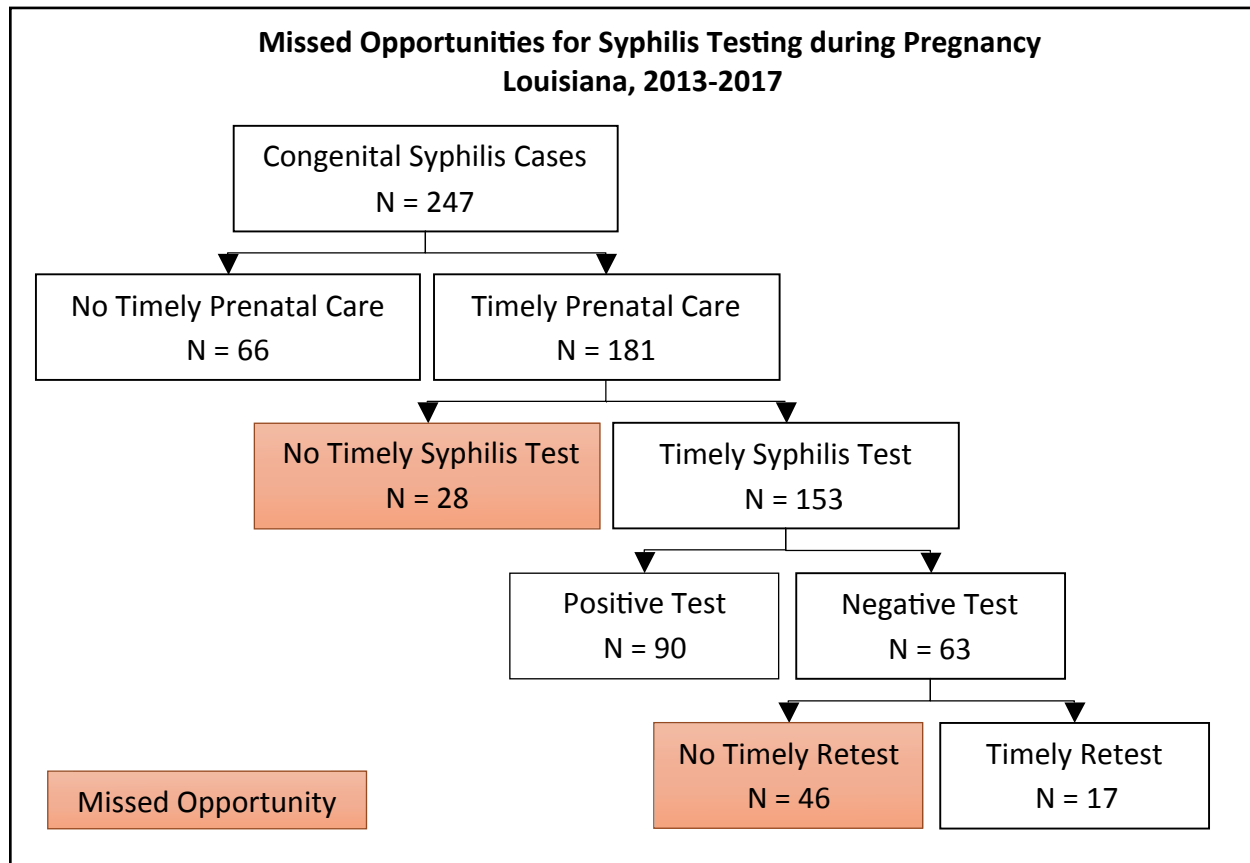 Missed Opportunities for Syphilis Testing during Pregnancy
Louisiana, 2013-2017
Congenital Syphilis Cases
N = 247
No Timely Prenatal Care
N = 66
Timely Prenatal Care
N = 181
No Timely Syphilis Test
N = 28
Timely Syphilis Test
N = 153
Positive Test
N = 90
Negative Test
N = 63
No Timely Retest
N = 46
Timely Retest
N = 17
Missed Opportunity